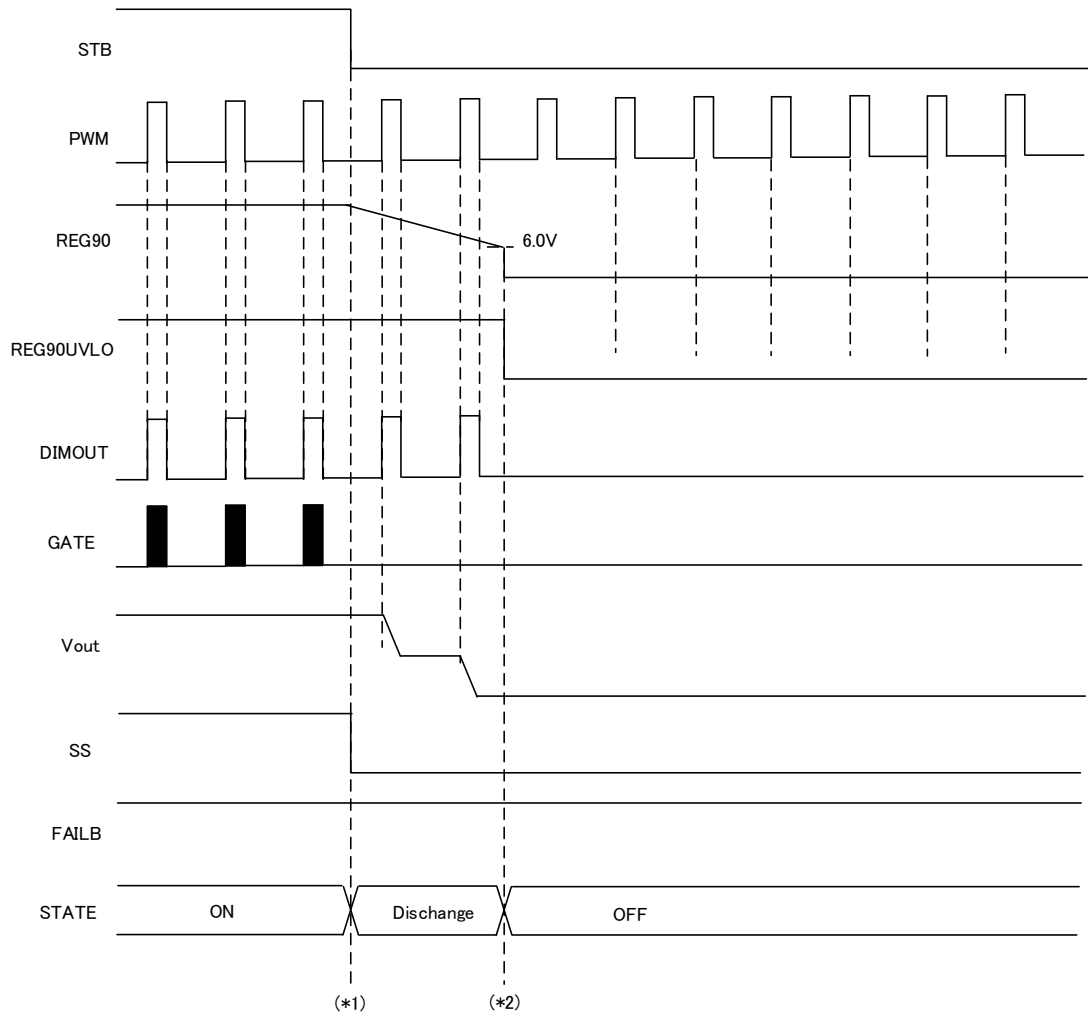 STB
PWM
REG90
6.0V
REG90UVLO
DIMOUT
GATE
Vout
SS
FAILB
STATE ON Dischange OFF
(*1) (*2)